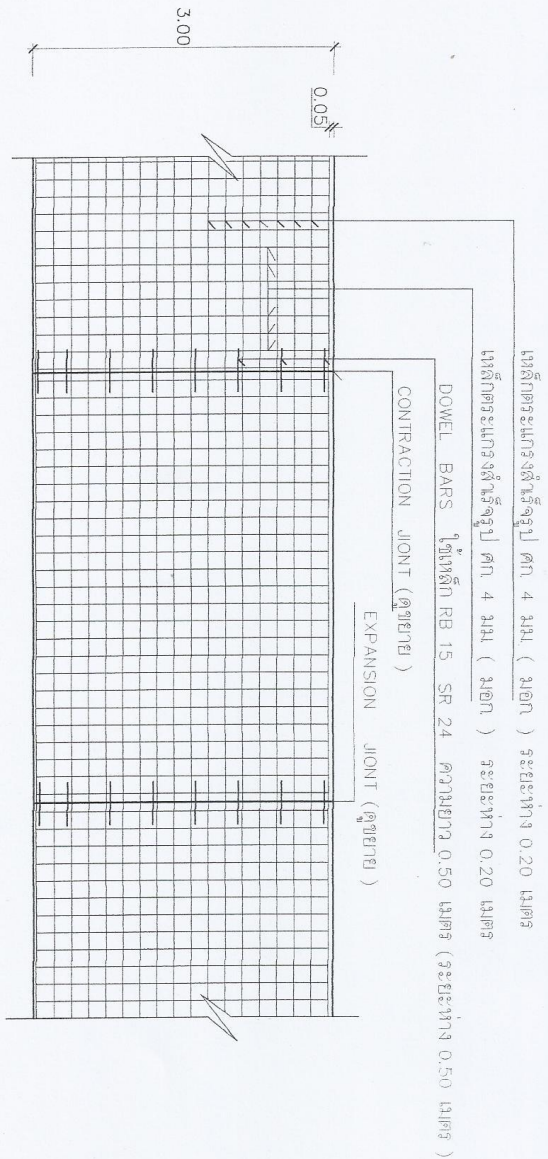 เหล็กตระแกรงสำเร็จรูป ศก. 4 มม. ( มอก ) ระยะห่าง 0.20 เมตร
เหล็กตระแกรงสำเร็จรูป ศก. 4 มม. ( มอก ) ระยะห่าง 0.20 เมตร
DOWEL BARS ใช้เหล็ก RB 15 SR 24 ความยาว 0.50 เมตร (ระยะห่าง 0.50 เมตร )
CONTRACTION JIONT (ดูขยาย )
EXPANSION JIONT (ดูขยาย )
0.05
3.00